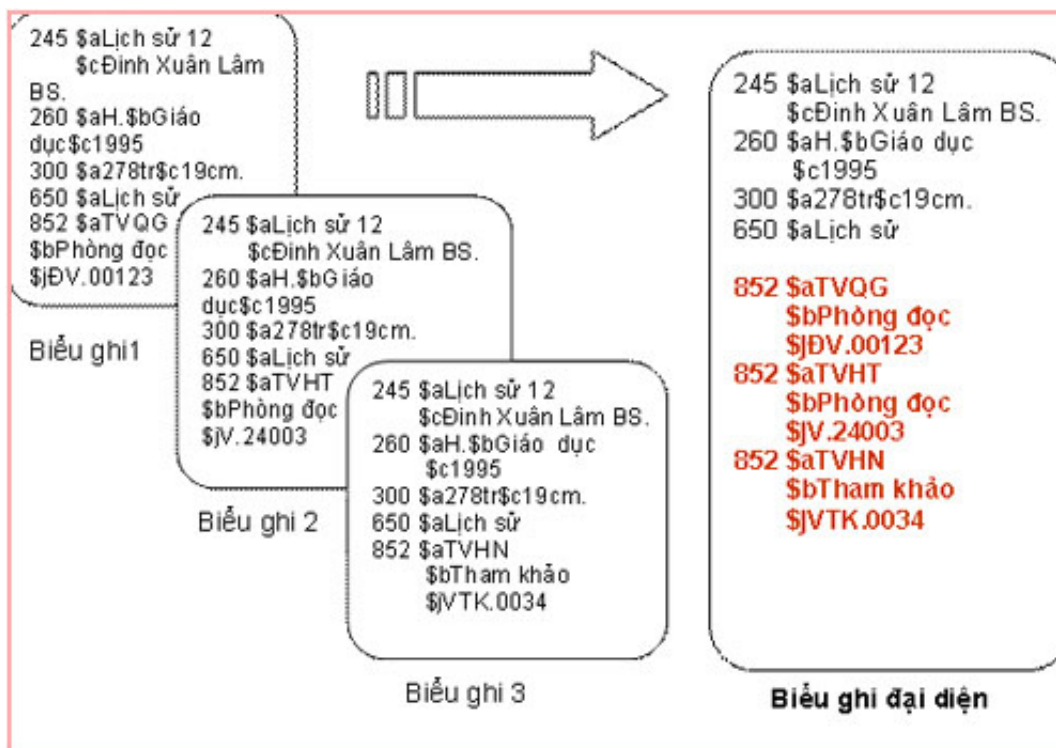 245 $aLịch sử 12
$cĐinh Xuân Lâm
BS.
260 $aH.$bGiáo
dục$c1995
300 $a278tr$c19cm.
650 $aLịch sử
852 $aTVQG
$bPhòng đọc
$jĐV.00123
Biểu ghi1
245 $aLịch sử 12
$cĐinh Xuân Lâm BS.
260 $aH.$bGiáo
dục$c1995
300 $a278tr$c19cm.
650 $aLịch sử
852 $aTVHT
$bPhòng đọc
$jV.24003
Biểu ghi 2
245 $aLịch sử 12
$cĐinh Xuân Lâm BS.
260 $aH.$bGiáo dục
$c1995
300 $a278tr$c19cm.
650 $aLịch sử
852 $aTVHN
$bTham khảo
$jVTK.0034
Biểu ghi 3
245 $aLịch sử 12
$cĐinh Xuân Lâm BS.
260 $aH.$bGiáo dục
$c1995
300 $a278tr$c19cm.
650 $aLịch sử
852 $aTVQG
$bPhòng đọc
$jĐV.00123
852 $aTVHT
$bPhòng đọc
$jV.24003
852 $aTVHN
$bTham khảo
$jVTK.0034
Biểu ghi đại diện